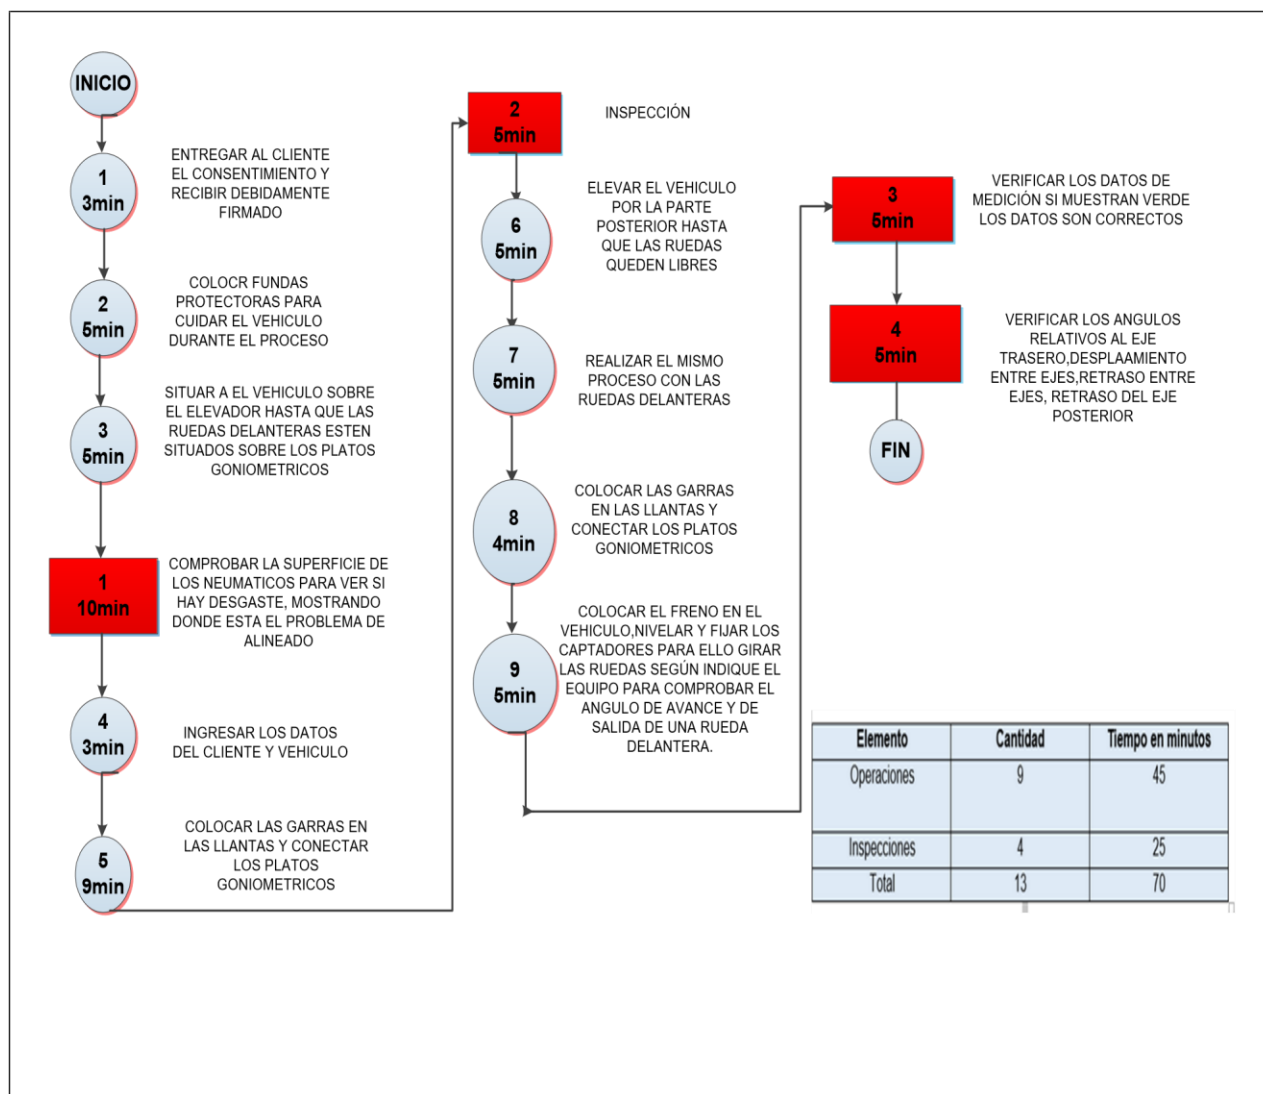 INICIO
1
3min
ENTREGAR AL CLIENTE
EL CONSENTIMIENTO Y
RECIBIR DEBIDAMENTE
FIRMADO
2
5min
COLOCR FUNDAS
PROTECTORAS PARA
CUIDAR EL VEHICULO
DURANTE EL PROCESO
3
5min
SITUAR A EL VEHICULO SOBRE
EL ELEVADOR HASTA QUE LAS
RUEDAS DELANTERAS ESTEN
SITUADOS SOBRE LOS PLATOS
GONIOMETRICOS
1
10min
COMPROBAR LA SUPERFICIE DE
LOS NEUMATICOS PARA VER SI
HAY DESGASTE, MOSTRANDO
DONDE ESTA EL PROBLEMA DE
ALINEADO
4
3min
INGRESAR LOS DATOS
DEL CLIENTE Y VEHICULO
5
9min
COLOCAR LAS GARRAS EN
LAS LLANTAS Y CONECTAR
LOS PLATOS
GONIOMETRICOS
2
5min
INSPECCIÓN
6
5min
ELEVAR EL VEHICULO
POR LA PARTE
POSTERIOR HASTA
QUE LAS RUEDAS
QUEDEN LIBRES
7
5min
REALIZAR EL MISMO
PROCESO CON LAS
RUEDAS DELANTERAS
8
4min
COLOCAR LAS GARRAS
EN LAS LLANTAS Y
CONECTAR LOS PLATOS
GONIOMETRICOS
9
5min
COLOCAR EL FRENO EN EL
VEHICULO,NIVELAR Y FIJAR LOS
CAPTADORES PARA ELLO GIRAR
LAS RUEDAS SEGÚN INDIQUE EL
EQUIPO PARA COMPROBAR EL
ANGULO DE AVANCE Y DE
SALIDA DE UNA RUEDA
DELANTERA.
3
5min
VERIFICAR LOS DATOS DE
MEDICIÓN SI MUESTRAN VERDE
LOS DATOS SON CORRECTOS
4
5min
VERIFICAR LOS ANGULOS
RELATIVOS AL EJE
TRASERO,DESPLAAMIENTO
ENTRE EJES,RETRASO ENTRE
EJES, RETRASO DEL EJE
POSTERIOR
FIN
Elemento Cantidad Tiempo en minutos
Operaciones 9 45
Inspecciones 4 25
Total 13 70